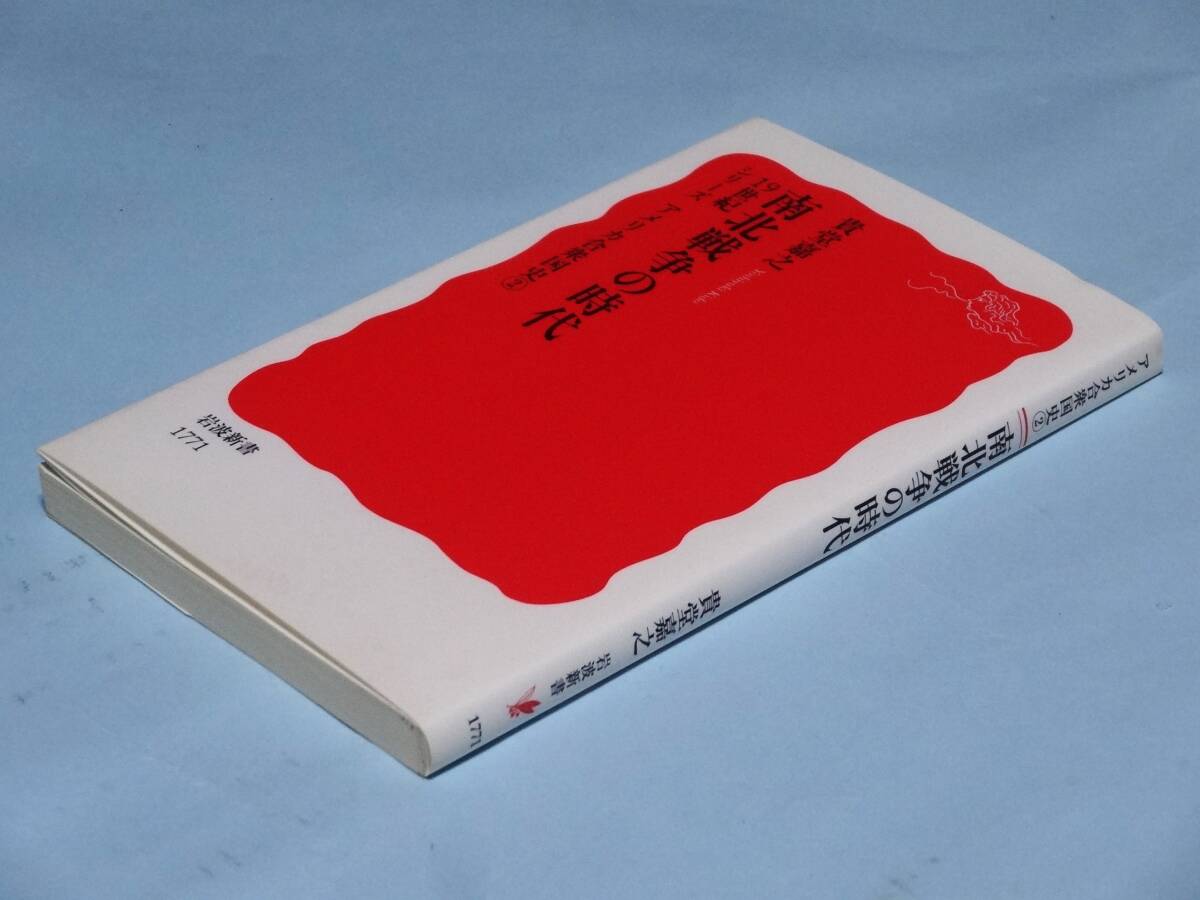 貴堂嘉之
Yoshiyuki Kido
南北戦争の時代
19世紀
シリーズ アメリカ合衆国史②
岩波新書
1771
アメリカ合衆国史②
南北戦争の時代
貴堂嘉之
岩波新書
1771